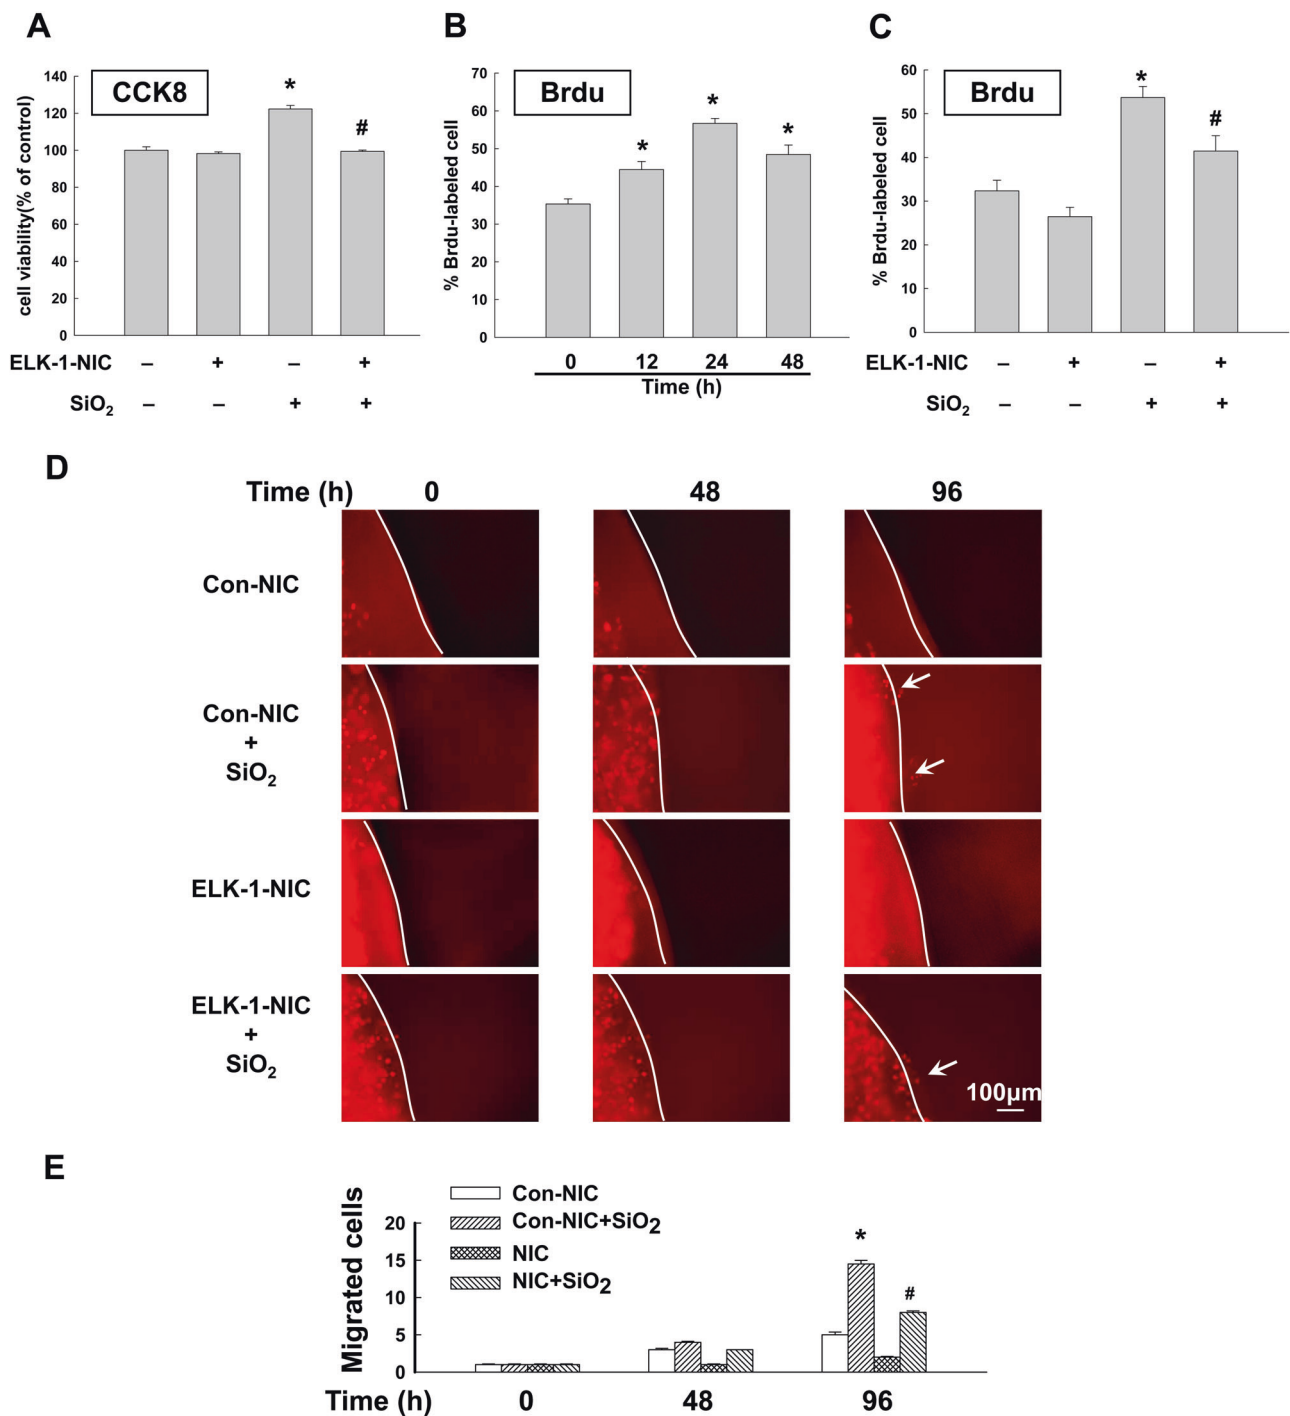 A
CCK8
cell viability(% of control)
140
120
100
80
60
40
20
0
*
#
ELK-1-NIC – + – +
SiO2 – – + +
B
Brdu
% Brdu-labeled cell
70
60
50
40
30
20
10
0
* * *
0 12 24 48
Time (h)
C
Brdu
% Brdu-labeled cell
60
50
40
30
20
10
0
*
#
ELK-1-NIC – + – +
SiO2 – – + +
D
Time (h) 0 48 96
Con-NIC
Con-NIC
+
SiO2
ELK-1-NIC
ELK-1-NIC
+
SiO2
100µm
E
Migrated cells
Con-NIC
Con-NIC+SiO2
NIC
NIC+SiO2
20
15
10
5
0
*
#
Time (h) 0 48 96